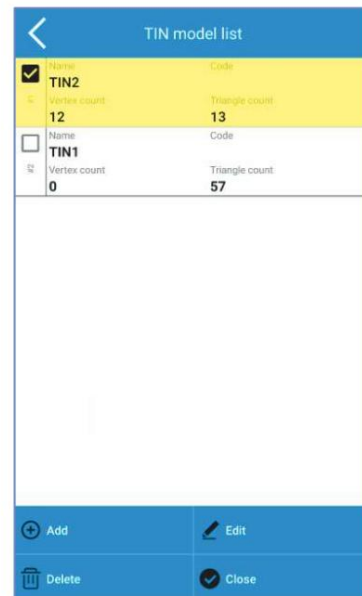 TIN model list
Name Code
TIN2
Vertex count Triangle count
12 13
Name Code
TIN1
Vertex count Triangle count
0 57
Add Edit
Delete Close